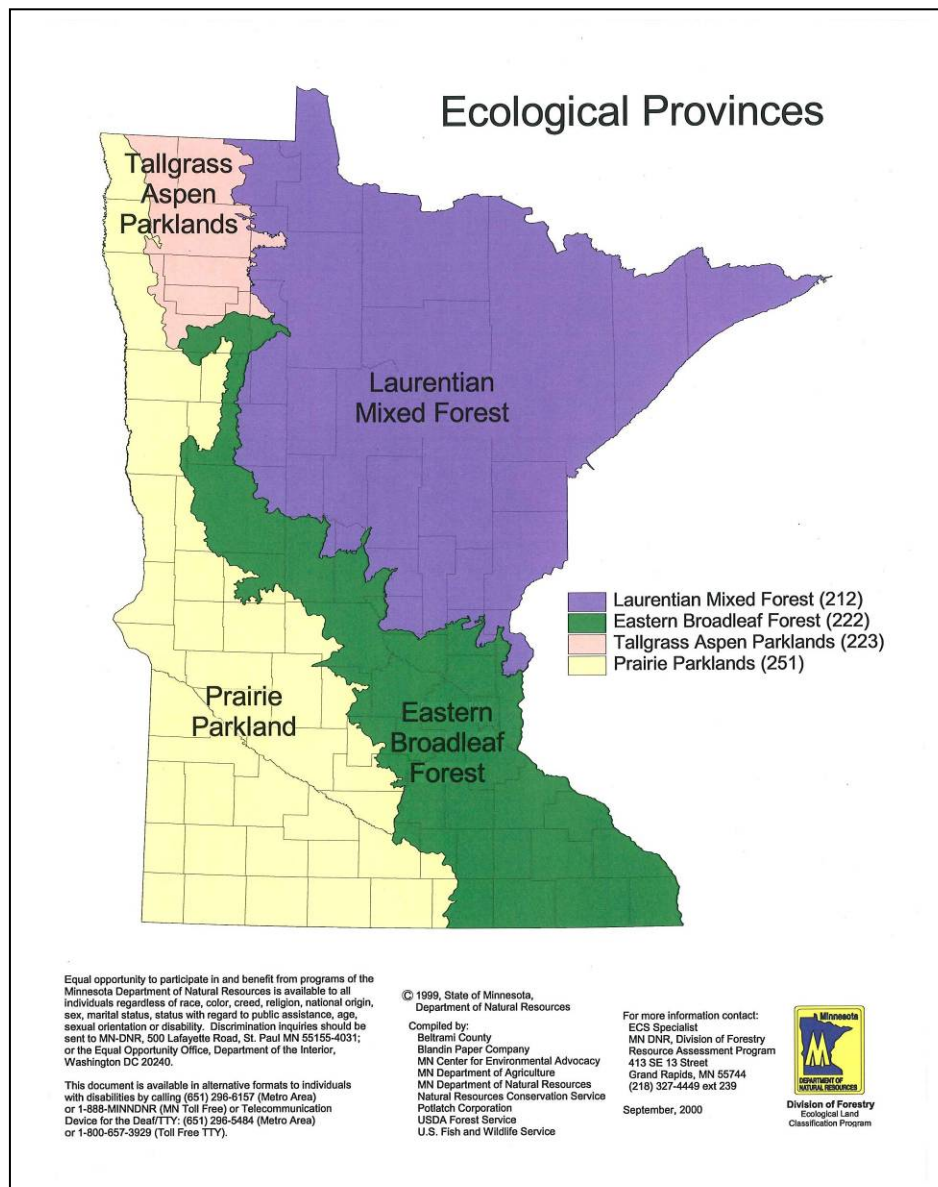 Ecological Provinces
Tallgrass
Aspen
Parklands
Laurentian
Mixed Forest
Laurentian Mixed Forest (212)
Eastern Broadleaf Forest (222)
Tallgrass Aspen Parklands (223)
Prairie Parklands (251)
Prairie
Parkland
Eastern
Broadleaf
Forest
Equal opportunity to participate in and benefit from programs of the
Minnesota Department of Natural Resources is available to all
individuals regardless of race, color, creed, religion, national origin,
sex, marital status, status with regard to public assistance, age,
sexual orientation or disability. Discrimination inquiries should be
sent to MN-DNR, 500 Lafayette Road, St. Paul MN 55155-4031;
or the Equal Opportunity Office, Department of the Interior,
Washington DC 20240.
This document is available in alternative formats to individuals
with disabilities by calling (651) 296-6157 (Metro Area)
or 1-888-MINNDNR (MN Toll Free) or Telecommunication
Device for the Deaf/TTY: (651) 296-5484 (Metro Area)
or 1-800-657-3929 (Toll Free TTY).
© 1999, State of Minnesota,
Department of Natural Resources
Compiled by:
Beltrami County
Blandin Paper Company
MN Center for Environmental Advocacy
MN Department of Agriculture
MN Department of Natural Resources
Natural Resources Conservation Service
Potlatch Corporation
USDA Forest Service
U.S. Fish and Wildlife Service
For more information contact:
ECS Specialist
MN DNR, Division of Forestry
Resource Assessment Program
413 SE 13 Street
Grand Rapids, MN 55744
(218) 327-4449 ext 239
September, 2000
Minnesota
DEPARTMENT OF
NATURAL RESOURCES
Division of Forestry
Ecological Land
Classification Program